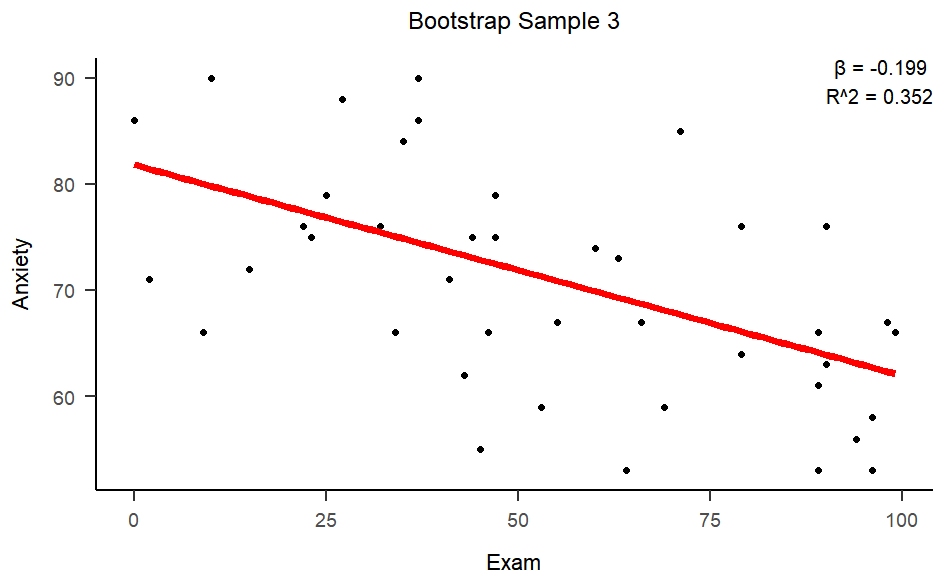 Bootstrap Sample 3
β = -0.199
R^2 = 0.352
90
80
70
60
Anxiety
0 25 50 75 100
Exam